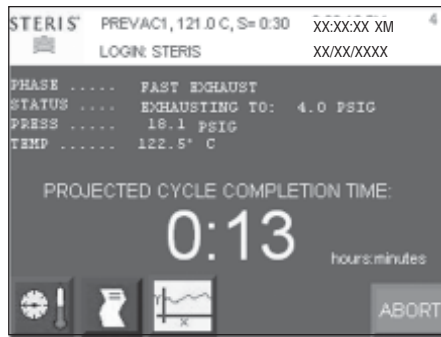 STERIS PREVAC1, 121.0 C, S= 0:30 XX:XX:XX XM 4
LOGIN: STERIS XX/XX/XXXX
PHASE ..... FAST EXHAUST
STATUS .... EXHAUSTING TO: 4.0 PSIG
PRESS ..... 18.1 PSIG
TEMP ...... 122.5° C
PROJECTED CYCLE COMPLETION TIME:
0:13
hours:minutes
X
ABORT